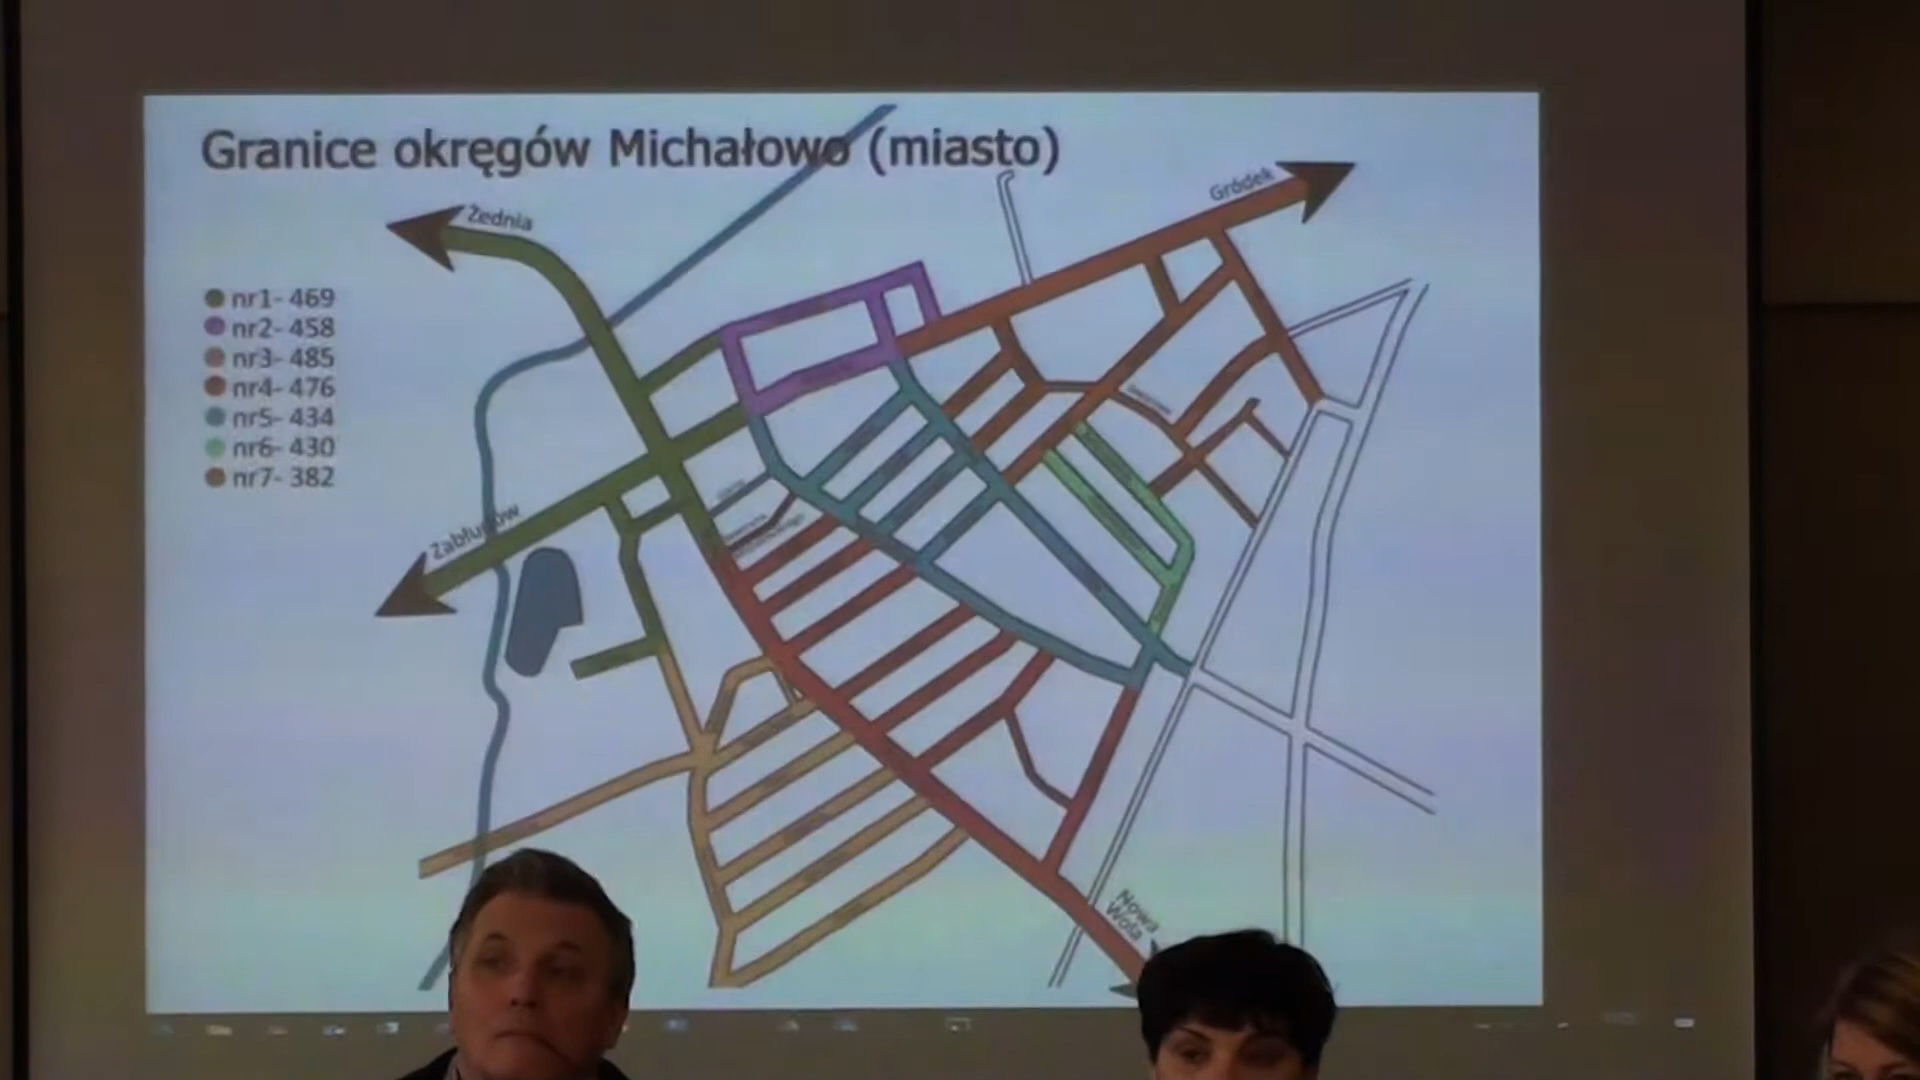 Granice okręgów Michałowo (miasto)
Gródek
Żednia
nr1- 469
nr2- 458
nr3- 485
nr4- 476
nr5- 434
nr6- 430
nr7- 382
Zabłudów
Nowa
Wola